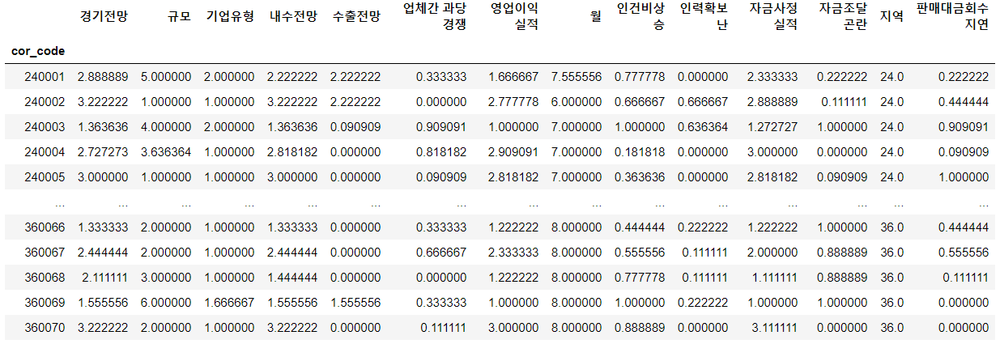 경기전망 규모 기업유형 내수전망 수출전망 업체간 과당 경쟁 영업이익 실적 월 인건비상 승 인력확보 난 자금사정 실적 자금조달 곤란 지역 판매대금회수 지연
cor_code
240001 2.888889 5.000000 2.000000 2.222222 2.222222 0.333333 1.666667 7.555556 0.777778 0.000000 2.333333 0.222222 24.0 0.222222
240002 3.222222 1.000000 1.000000 3.222222 2.222222 0.000000 2.777778 6.000000 0.666667 0.666667 2.888889 0.111111 24.0 0.444444
240003 1.363636 4.000000 2.000000 1.363636 0.090909 0.909091 1.000000 7.000000 1.000000 0.636364 1.272727 1.000000 24.0 0.909091
240004 2.727273 3.636364 1.000000 2.818182 0.000000 0.818182 2.909091 7.000000 0.181818 0.000000 3.000000 0.000000 24.0 0.090909
240005 3.000000 1.000000 1.000000 3.000000 0.000000 0.090909 2.818182 7.000000 0.363636 0.000000 2.818182 0.090909 24.0 1.000000
... ... ... ... ... ... ... ... ... ... ... ... ... ... ...
360066 1.333333 2.000000 1.000000 1.333333 0.000000 0.333333 1.222222 8.000000 0.444444 0.222222 1.222222 1.000000 36.0 0.444444
360067 2.444444 2.000000 1.000000 2.444444 0.000000 0.666667 2.333333 8.000000 0.555556 0.111111 2.000000 0.888889 36.0 0.555556
360068 2.111111 3.000000 1.000000 1.444444 0.000000 0.000000 1.222222 8.000000 0.777778 0.111111 1.111111 0.888889 36.0 0.111111
360069 1.555556 6.000000 1.666667 1.555556 1.555556 0.333333 1.000000 8.000000 1.000000 0.222222 1.000000 1.000000 36.0 0.000000
360070 3.222222 2.000000 1.000000 3.222222 0.000000 0.111111 3.000000 8.000000 0.888889 0.000000 3.111111 0.000000 36.0 0.000000